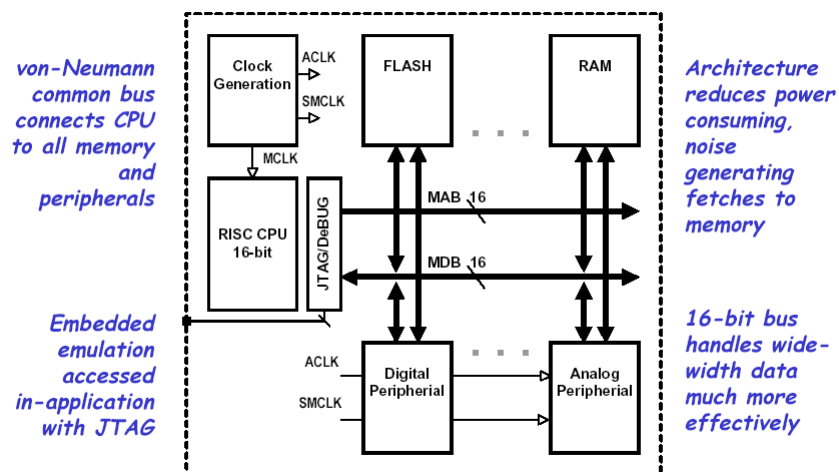 von-Neumann
common bus
connects CPU
to all memory
and
peripherals
Embedded
emulation
accessed
in-application
with JTAG
Clock
Generation
ACLK
SMCLK
MCLK
RISC CPU
16-bit
JTAG/DeBUG
FLASH
RAM
MAB 16
MDB 16
ACLK
SMCLK
Digital
Peripherial
Analog
Peripherial
Architecture
reduces power
consuming,
noise
generating
fetches to
memory
16-bit bus
handles wide-
width data
much more
effectively